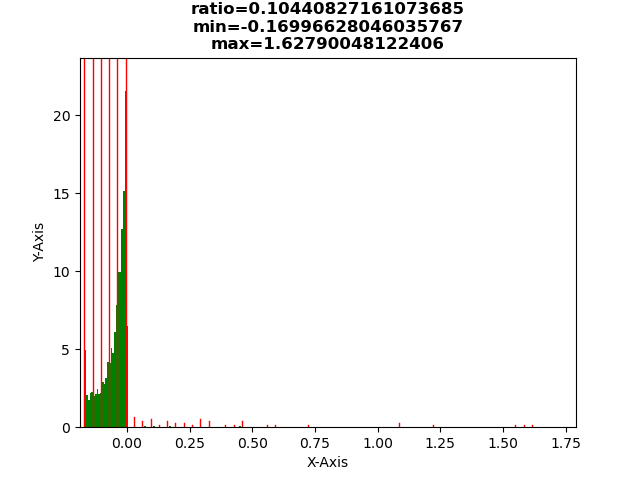 ratio=0.10440827161073685
min=-0.16996628046035767
max=1.62790048122406
20
15
10
5
0
Y-Axis
0.00 0.25 0.50 0.75 1.00 1.25 1.50 1.75
X-Axis